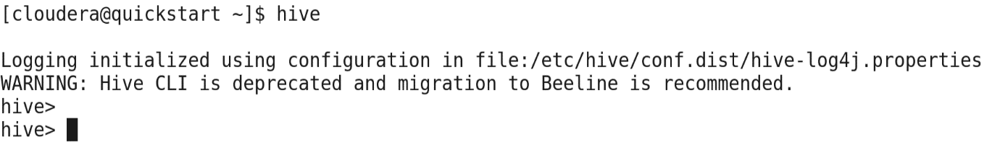 [cloudera@quickstart ~]$ hive
Logging initialized using configuration in file:/etc/hive/conf.dist/hive-log4j.properties
WARNING: Hive CLI is deprecated and migration to Beeline is recommended.
hive>
hive>